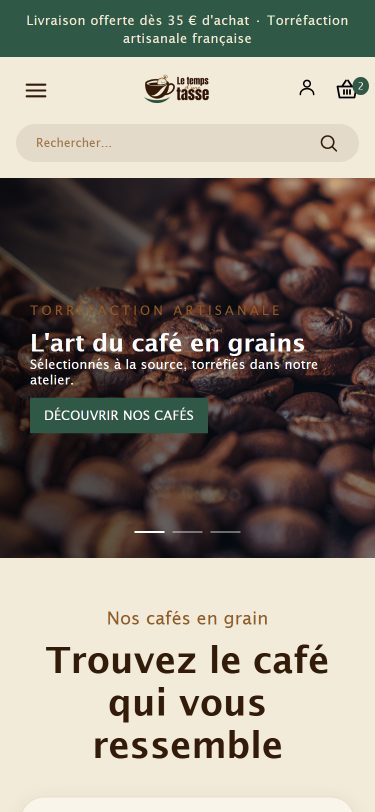 Livraison offerte dès 35 € d'achat · Torréfaction
artisanale française
Le temps
tasse
2
Rechercher...
TORRÉFACTION ARTISANALE
L'art du café en grains
Sélectionnés à la source, torréfiés dans notre
atelier.
DÉCOUVRIR NOS CAFÉS
Nos cafés en grain
Trouvez le café
qui vous
ressemble